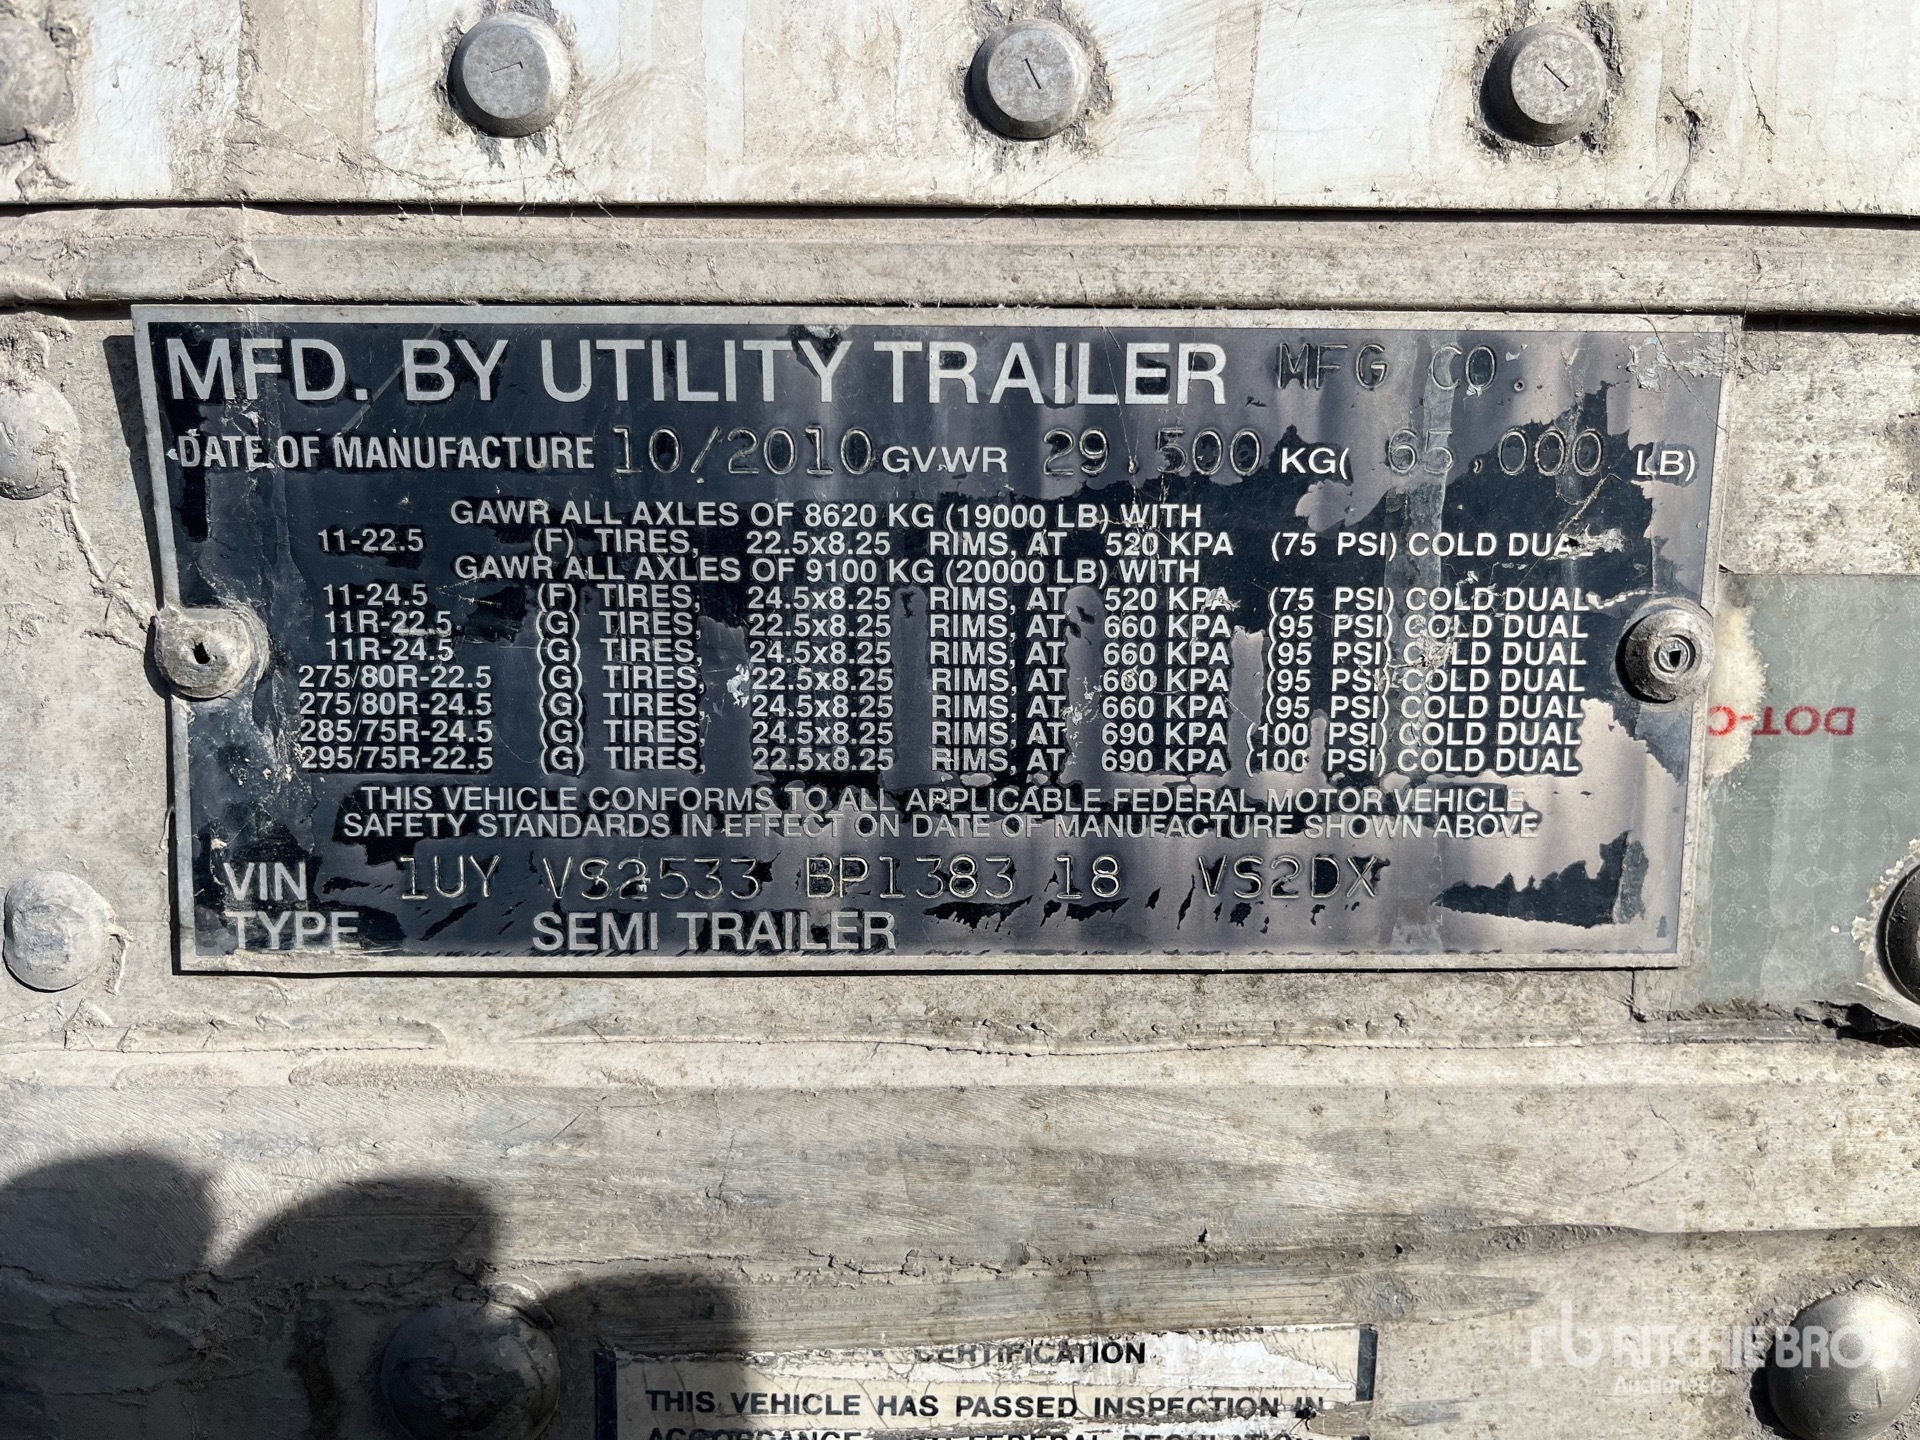 MFD. BY UTILITY TRAILER MFG CO.
DATE OF MANUFACTURE 10/2010 GVWR 29,500 KG( 65,000 LB)
GAWR ALL AXLES OF 8620 KG (19000 LB) WITH
11-22.5 (F) TIRES, 22.5x8.25 RIMS, AT 520 KPA (75 PSI) COLD DUAL
GAWR ALL AXLES OF 9100 KG (20000 LB) WITH
11-24.5 (F) TIRES, 24.5x8.25 RIMS, AT 520 KPA (75 PSI) COLD DUAL
11R-22.5 (G) TIRES, 22.5x8.25 RIMS, AT 660 KPA (95 PSI) COLD DUAL
11R-24.5 (G) TIRES, 24.5x8.25 RIMS, AT 660 KPA (95 PSI) COLD DUAL
275/80R-22.5 (G) TIRES, 22.5x8.25 RIMS, AT 660 KPA (95 PSI) COLD DUAL
275/80R-24.5 (G) TIRES, 24.5x8.25 RIMS, AT 660 KPA (95 PSI) COLD DUAL
285/75R-24.5 (G) TIRES, 24.5x8.25 RIMS, AT 690 KPA (100 PSI) COLD DUAL
295/75R-22.5 (G) TIRES, 22.5x8.25 RIMS, AT 690 KPA (100 PSI) COLD DUAL
THIS VEHICLE CONFORMS TO ALL APPLICABLE FEDERAL MOTOR VEHICLE
SAFETY STANDARDS IN EFFECT ON DATE OF MANUFACTURE SHOWN ABOVE
VIN 1UY VS2533 BP1383 18 VS2DX
TYPE SEMI TRAILER
DOT-C
CERTIFICATION
THIS VEHICLE HAS PASSED INSPECTION IN
ACCORDANCE WITH FEDERAL REGULATION
rb RITCHIE BROS.
Auctioneers